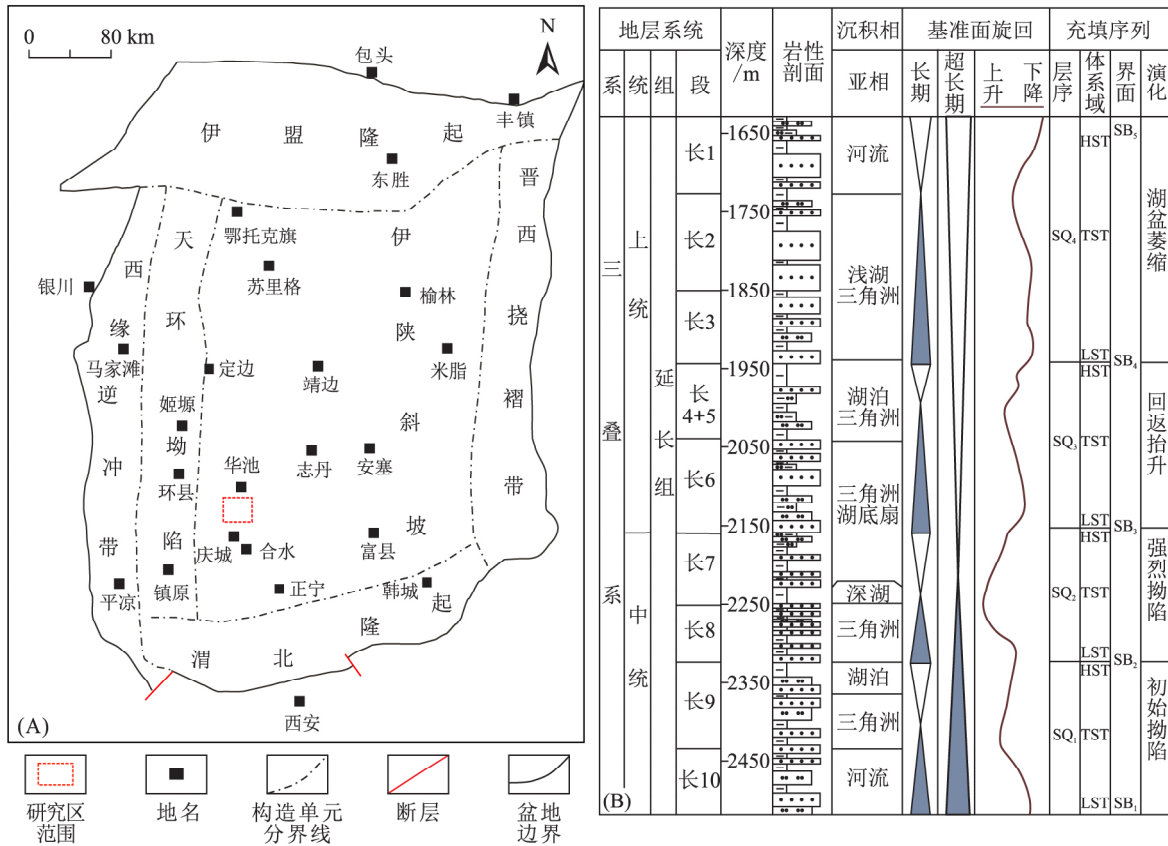 0 80 km
N
包头
丰镇
伊盟隆起
东胜
晋西挠褶带
鄂托克旗
天环坳陷
伊陕斜坡
西缘逆冲带
银川
苏里格
榆林
马家滩
定边
靖边
米脂
姬塬
华池
志丹
安塞
环县
庆城
合水
富县
镇原
正宁
韩城
平凉
渭北隆起
西安
(A)
研究区
范围
地名
构造单元
分界线
断层
盆地
边界
地层系统
深度
/m
岩性
剖面
沉积相
基准面旋回
充填序列
系
统
组
段
亚相
长期
超长期
上升
下降
层序
体系域
界面
演化
三叠系
上统
中统
延长组
长1
长2
长3
长
4+5
长6
长7
长8
长9
长10
1650
1750
1850
1950
2050
2150
2250
2350
2450
河流
浅湖
三角洲
湖泊
三角洲
三角洲
湖底扇
深湖
三角洲
湖泊
三角洲
河流
SQ4
SQ3
SQ2
SQ1
HST
TST
LST
HST
TST
LST
HST
TST
LST
HST
TST
LST
SB5
SB4
SB3
SB2
SB1
湖盆萎缩
回返抬升
强烈拗陷
初始拗陷
(B)